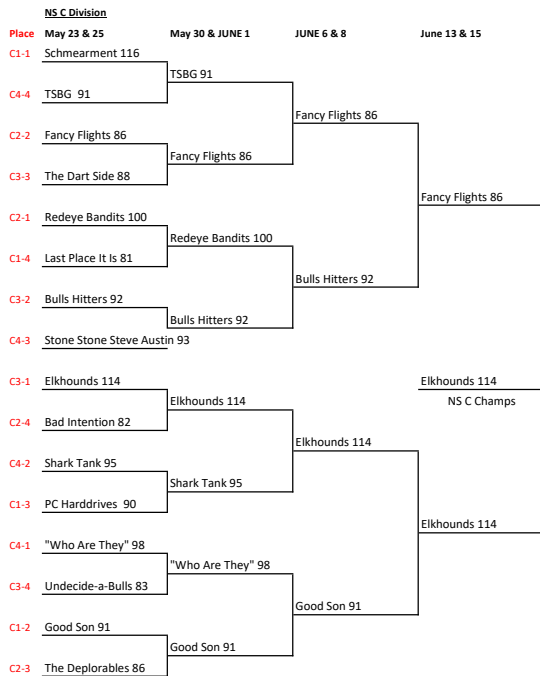 NS C Division
Place May 23 & 25 May 30 & JUNE 1 JUNE 6 & 8 June 13 & 15
C1-1 Schmearment 116
TSBG 91
C4-4 TSBG 91
Fancy Flights 86
C2-2 Fancy Flights 86
Fancy Flights 86
C3-3 The Dart Side 88
Fancy Flights 86
C2-1 Redeye Bandits 100
Redeye Bandits 100
C1-4 Last Place It Is 81
Bulls Hitters 92
C3-2 Bulls Hitters 92
Bulls Hitters 92
C4-3 Stone Stone Steve Austin 93
C3-1 Elkhounds 114 Elkhounds 114
Elkhounds 114 NS C Champs
C2-4 Bad Intention 82
Elkhounds 114
C4-2 Shark Tank 95
Shark Tank 95
C1-3 PC Harddrives 90
Elkhounds 114
C4-1 "Who Are They" 98
"Who Are They" 98
C3-4 Undecide-a-Bulls 83
Good Son 91
C1-2 Good Son 91
Good Son 91
C2-3 The Deplorables 86